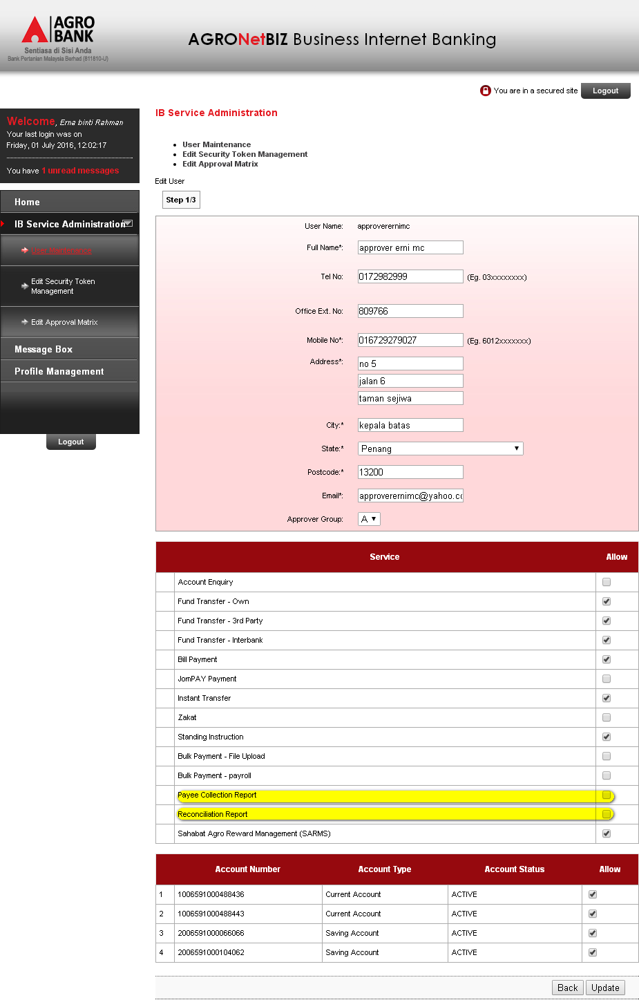 AGRO
BANK
Sentiasa di Sisi Anda
Bank Pertanian Malaysia Berhad (811810-U)
AGRONetBIZ Business Internet Banking
You are in a secured site
Logout
Welcome, Erna binti Rahman
Your last login was on
Friday, 01 July 2016, 12:02:17
You have 1 unread messages
Home
IB Service Administration
User Maintenance
Edit Security Token
Management
Edit Approval Matrix
Message Box
Profile Management
Logout
IB Service Administration
User Maintenance
Edit Security Token Management
Edit Approval Matrix
Edit User
Step 1/3
User Name: approverernimc
Full Name*: approver erni mc
Tel No: 0172982999 (Eg. 03xxxxxxxx)
Office Ext. No: 809766
Mobile No*: 016729279027 (Eg. 6012xxxxxxx)
Address*: no 5
jalan 6
taman sejiwa
City:* kepala batas
State:* Penang
Postcode:* 13200
Email*: approverernimc@yahoo.co
Approver Group: A
Service Allow
Account Enquiry
Fund Transfer - Own
Fund Transfer - 3rd Party
Fund Transfer - Interbank
Bill Payment
JomPAY Payment
Instant Transfer
Zakat
Standing Instruction
Bulk Payment - File Upload
Bulk Payment - payroll
Payee Collection Report
Reconciliation Report
Sahabat Agro Reward Management (SARMS)
Account Number Account Type Account Status Allow
1 1006591000488436 Current Account ACTIVE
2 1006591000488443 Current Account ACTIVE
3 2006591000066066 Saving Account ACTIVE
4 2006591000104062 Saving Account ACTIVE
Back Update